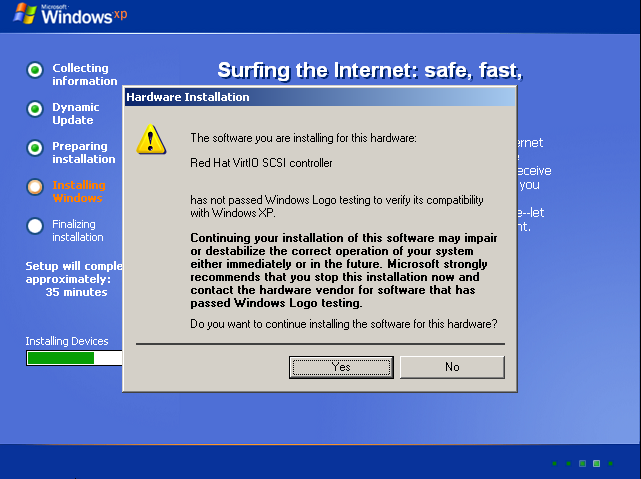 Microsoft
Windows xp
Collecting
information
Dynamic
Update
Preparing
installation
Installing
Windows
Finalizing
installation
Setup will comple
approximately:
35 minutes
Installing Devices
Surfing the Internet: safe, fast,
Hardware Installation
The software you are installing for this hardware:
Red Hat VirtIO SCSI controller
has not passed Windows Logo testing to verify its compatibility
with Windows XP.
Continuing your installation of this software may impair
or destabilize the correct operation of your system
either immediately or in the future. Microsoft strongly
recommends that you stop this installation now and
contact the hardware vendor for software that has
passed Windows Logo testing.
Do you want to continue installing the software for this hardware?
Yes
No
ernet
e
eceive
you
e--let
nt.